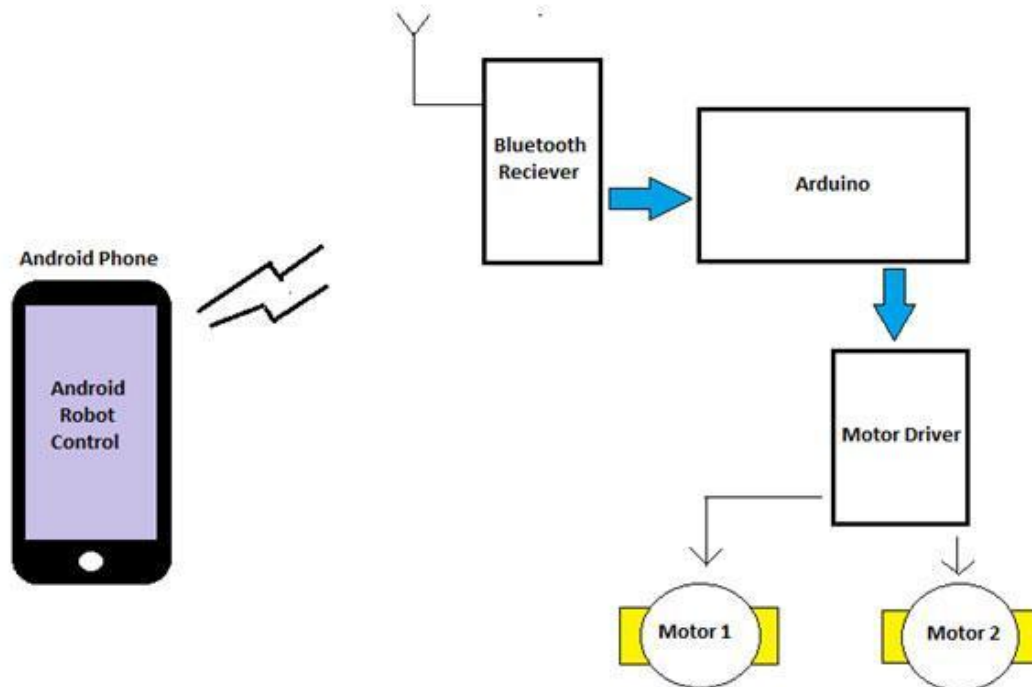 Bluetooth
Reciever
Arduino
Android Phone
Android
Robot
Control
Motor Driver
Motor 1
Motor 2